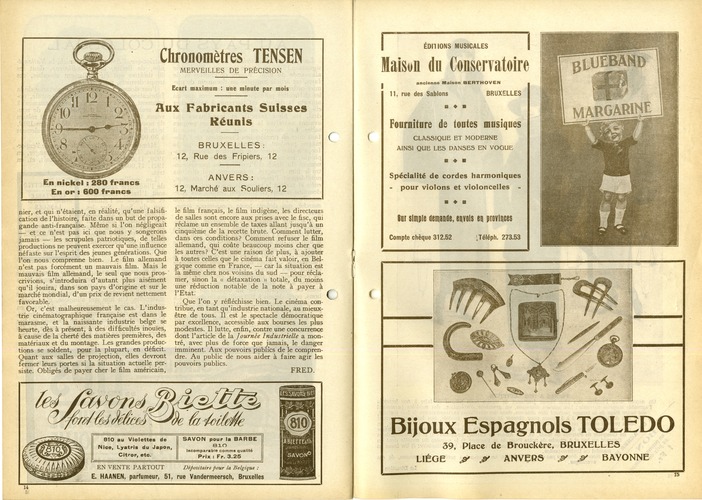 Chronomètres TENSEN
MERVEILLES DE PRÉCISION
Ecart maximum : une minute par mois
Aux Fabricants Suisses
Réunis
BRUXELLES :
12, Rue des Fripiers, 12
ANVERS :
12, Marché aux Souliers, 12
En nickel : 280 francs
En or : 600 francs
nier, et qui n'étaient, en réalité, qu'une falsifi-
cation de l'histoire, faite dans un but de propa-
gande anti-française. Même si l'on négligeait
— et ce n'est pas ici que nous y songerons
jamais — les scrupules patriotiques, de telles
productions ne peuvent exercer qu'une influence
néfaste sur l'esprit des jeunes générations. Que
l'on nous comprenne bien. Le film allemand
n'est pas forcément un mauvais film. Mais le
mauvais film allemand, le seul que nous pros-
crivions, s'introduira d'autant plus aisément
qu'il jouira, dans son pays d'origine et sur le
marché mondial, d'un prix de revient nettement
favorable.
Or, c'est malheureusement le cas. L'indus-
trie cinématographique française est dans le
marasme, et la naissante industrie belge se
heurte, dès à présent, à des difficultés inouïes,
à cause de la cherté des matières premières, des
matériaux et du montage. Les grandes produc-
tions se soldent, pour la plupart, en déficit.
Quant aux salles de projection, elles devront
fermer leurs portes si la situation actuelle per-
siste. Obligés de payer cher le film américain,
le film français, le film indigène, les directeurs
de salles sont encore aux prises avec le fisc, qui
réclame un ensemble de taxes allant jusqu'à un
cinquième de la recette brute. Comment lutter,
dans ces conditions? Comment refuser le film
allemand, qui coûte beaucoup moins cher que
les autres? C'est une raison de plus, à ajouter
à toutes celles que le cinéma fait valoir, en Bel-
gique comme en France, — car la situation est
la même chez nos voisins du sud — pour récla-
mer, sinon la « détaxation » totale, du moins
une réduction notable de la note à payer à
l'Etat.
Que l'on y réfléchisse bien. Le cinéma con-
tribue, en tant qu'industrie nationale, au mieux-
être de tous. Il est le spectacle démocratique
par excellence, accessible aux bourses les plus
modestes. Il lutte, enfin, contre une concurrence
dont l'article de la Journée Industrielle a mon-
tré, avec plus de force que jamais, le danger
imminent. Aux pouvoirs publics de le compren-
dre. Au public de nous aider à faire agir les
pouvoirs publics.
FRED.
les Savons Briette
font les délices de la toilette
810 au Violettes de
Nice, Lyatris du Japon,
Citror, etc.
SAVON pour la BARBE
810
Incomparable comme qualité
Prix : Fr. 3.25
EN VENTE PARTOUT
Dépositaire pour la Belgique :
E. HAANEN, parfumeur, 51, rue Vandermeersch, Bruxelles
810
SAVON
14
ÉDITIONS MUSICALES
Maison du Conservatoire
ancienne Maison BERTHOVEN
11, rue des Sablons BRUXELLES
Fourniture de toutes musiques
CLASSIQUE ET MODERNE
AINSI QUE LES DANSES EN VOGUE
Spécialité de cordes harmoniques
- pour violons et violoncelles -
Sur simple demande, envois en provinces
Compte chèque 312.52 Téléph. 273.53
BLUEBAND
MARGARINE
Bijoux Espagnols TOLEDO
39, Place de Brouckère, BRUXELLES
LIÈGE ANVERS BAYONNE
15